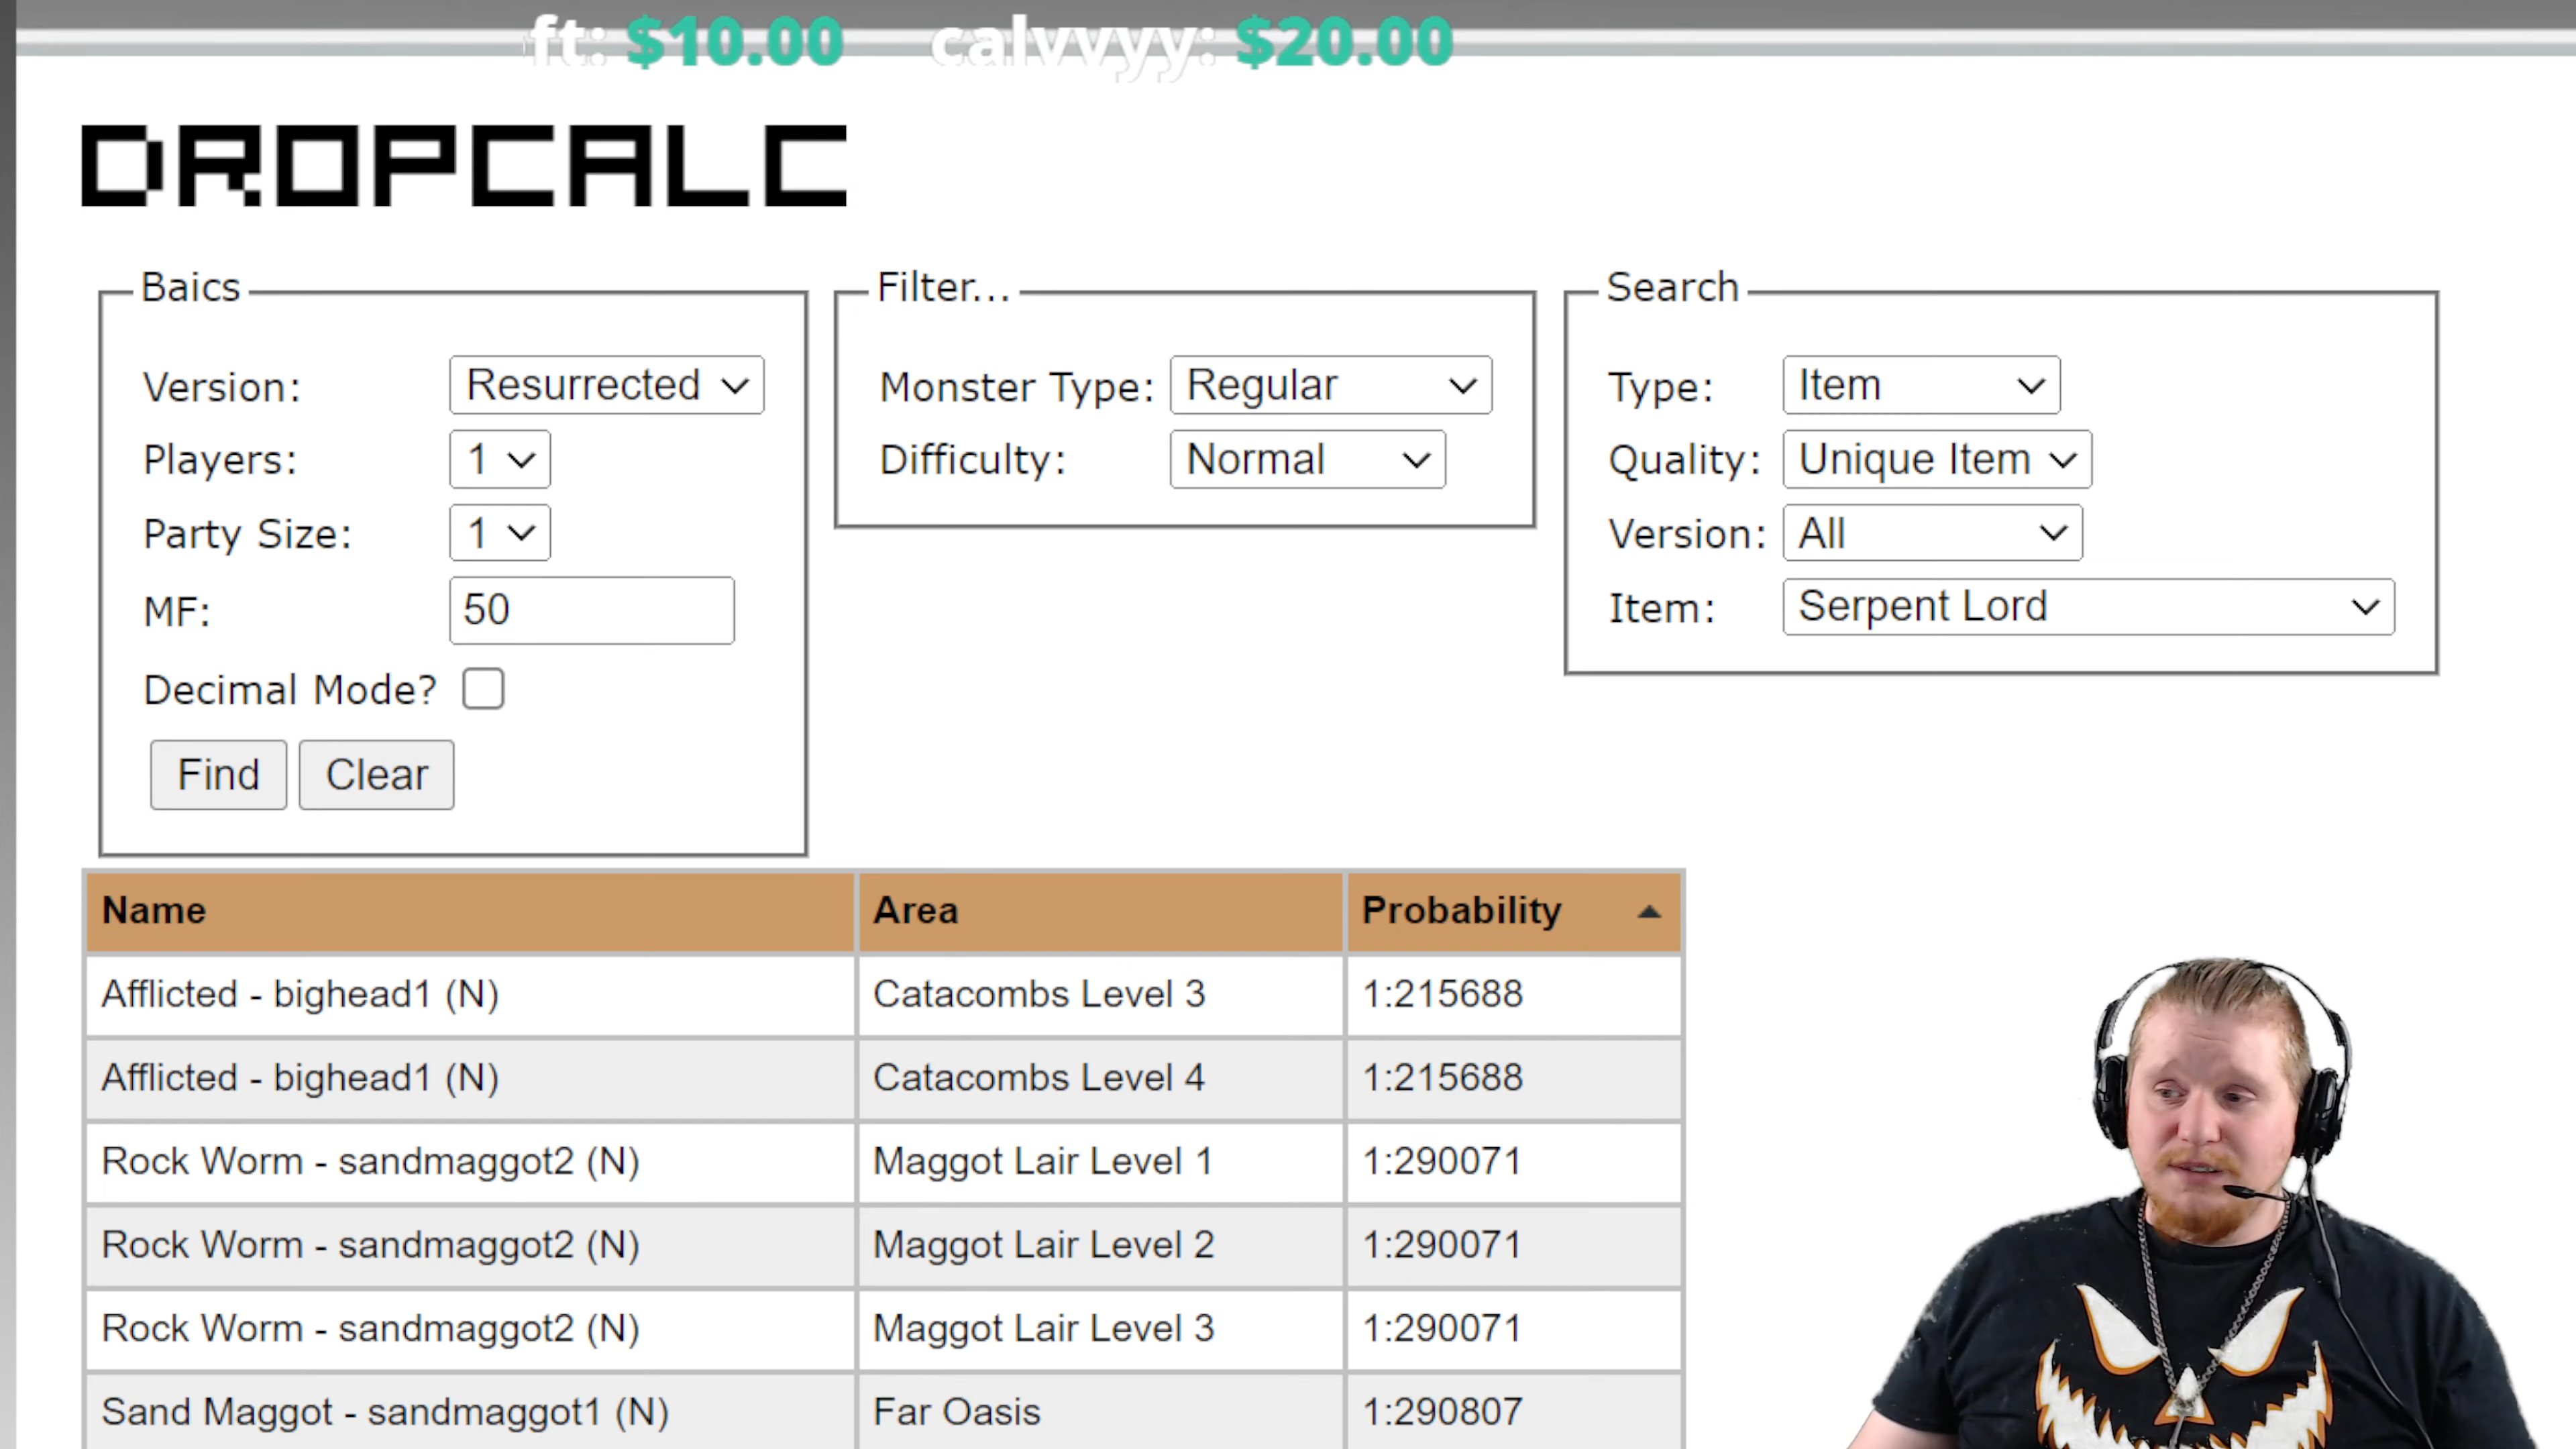 ft: $10.00 calvvyy: $20.00
DROPCALC
Baics
Version: Resurrected
Players: 1
Party Size: 1
MF: 50
Decimal Mode?
Find Clear
Filter...
Monster Type: Regular
Difficulty: Normal
Search
Type: Item
Quality: Unique Item
Version: All
Item: Serpent Lord
Name Area Probability
Afflicted - bighead1 (N) Catacombs Level 3 1:215688
Afflicted - bighead1 (N) Catacombs Level 4 1:215688
Rock Worm - sandmaggot2 (N) Maggot Lair Level 1 1:290071
Rock Worm - sandmaggot2 (N) Maggot Lair Level 2 1:290071
Rock Worm - sandmaggot2 (N) Maggot Lair Level 3 1:290071
Sand Maggot - sandmaggot1 (N) Far Oasis 1:290807